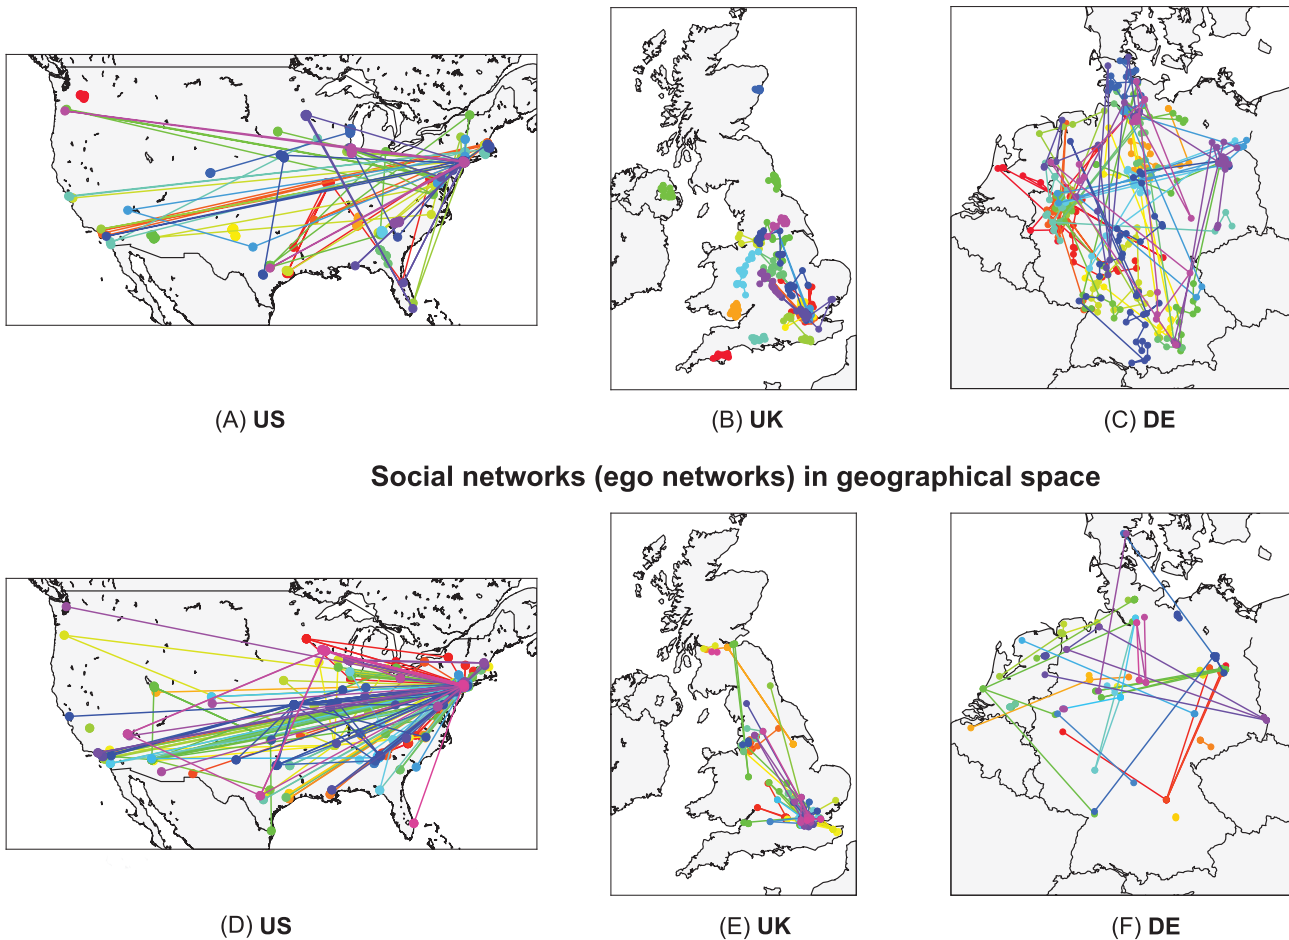 (A) US
(B) UK
(C) DE
Social networks (ego networks) in geographical space
(D) US
(E) UK
(F) DE